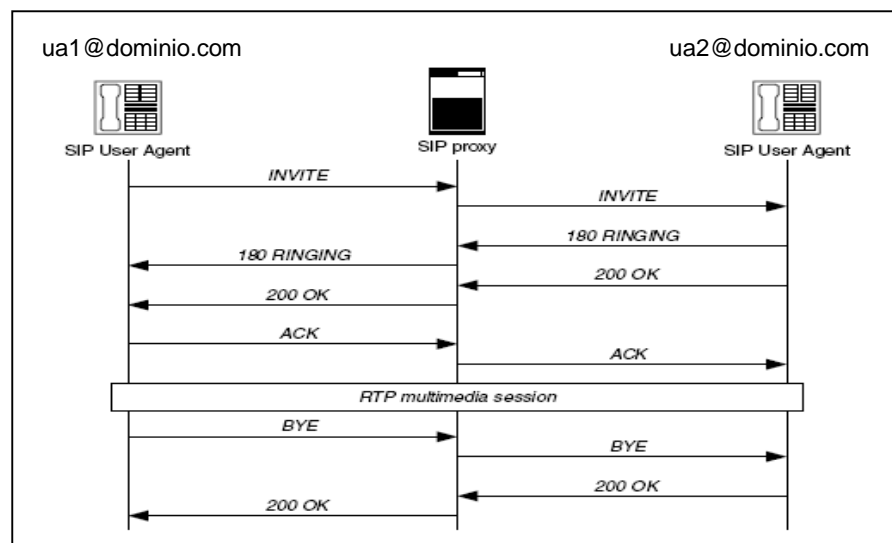 ua1@dominio.com
ua2@dominio.com
SIP User Agent
SIP proxy
SIP User Agent
INVITE
INVITE
180 RINGING
180 RINGING
200 OK
200 OK
ACK
ACK
RTP multimedia session
BYE
BYE
200 OK
200 OK